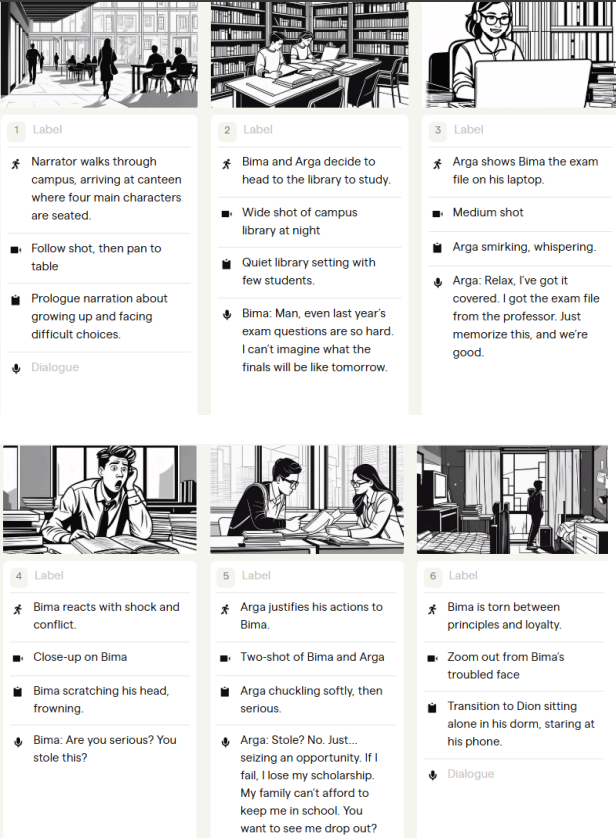 1 Label
Narrator walks through
campus, arriving at canteen
where four main characters
are seated.
Follow shot, then pan to
table
Prologue narration about
growing up and facing
difficult choices.
Dialogue
2 Label
Bima and Arga decide to
head to the library to study.
Wide shot of campus
library at night
Quiet library setting with
few students.
Bima: Man, even last year's
exam questions are so hard.
I can't imagine what the
finals will be like tomorrow.
3 Label
Arga shows Bima the exam
file on his laptop.
Medium shot
Arga smirking, whispering.
Arga: Relax, I've got it
covered. I got the exam file
from the professor. Just
memorize this, and we're
good.
4 Label
Bima reacts with shock and
conflict.
Close-up on Bima
Bima scratching his head,
frowning.
Bima: Are you serious? You
stole this?
5 Label
Arga justifies his actions to
Bima.
Two-shot of Bima and Arga
Arga chuckling softly, then
serious.
Arga: Stole? No. Just...
seizing an opportunity. If I
fail, I lose my scholarship.
My family can't afford to
keep me in school. You
want to see me drop out?
6 Label
Bima is torn between
principles and loyalty.
Zoom out from Bima's
troubled face
Transition to Dion sitting
alone in his dorm, staring at
his phone.
Dialogue